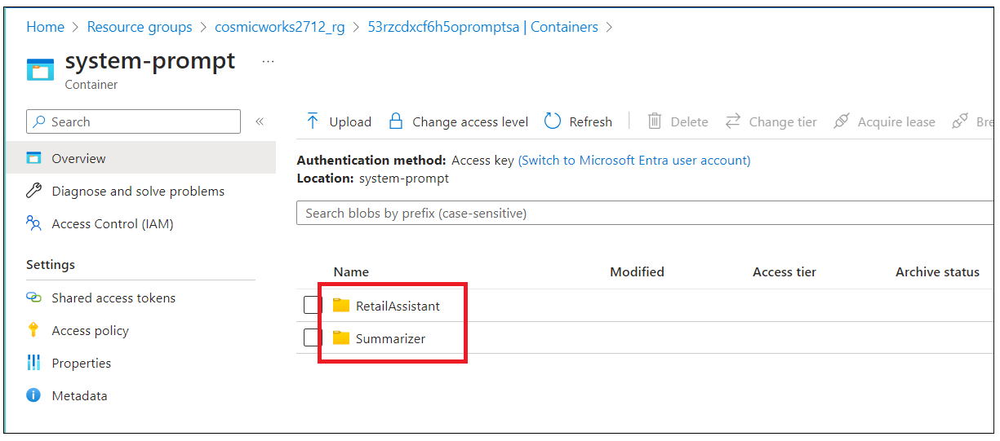 Home > Resource groups > cosmicworks2712_rg > 53rzcdxcf6h5opromptsa | Containers >
system-prompt ...
Container
Search «
Upload Change access level Refresh Delete Change tier Acquire lease Bre
Overview
Diagnose and solve problems
Access Control (IAM)
Settings
Shared access tokens
Access policy
Properties
Metadata
Authentication method: Access key (Switch to Microsoft Entra user account)
Location: system-prompt
Search blobs by prefix (case-sensitive)
Name Modified Access tier Archive status
RetailAssistant
Summarizer